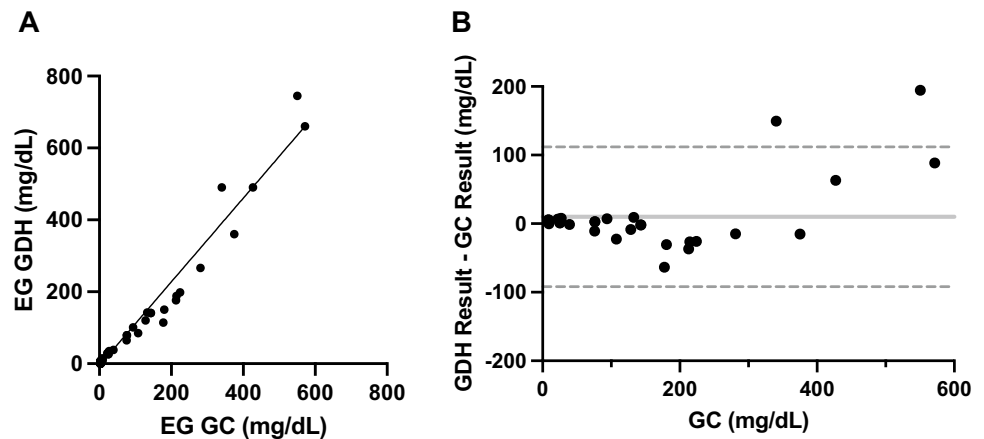 A
B
EG GDH (mg/dL)
800
600
400
200
0
0 200 400 600 800
EG GC (mg/dL)
GDH Result - GC Result (mg/dL)
200
100
0
-100
-200
0 200 400 600
GC (mg/dL)